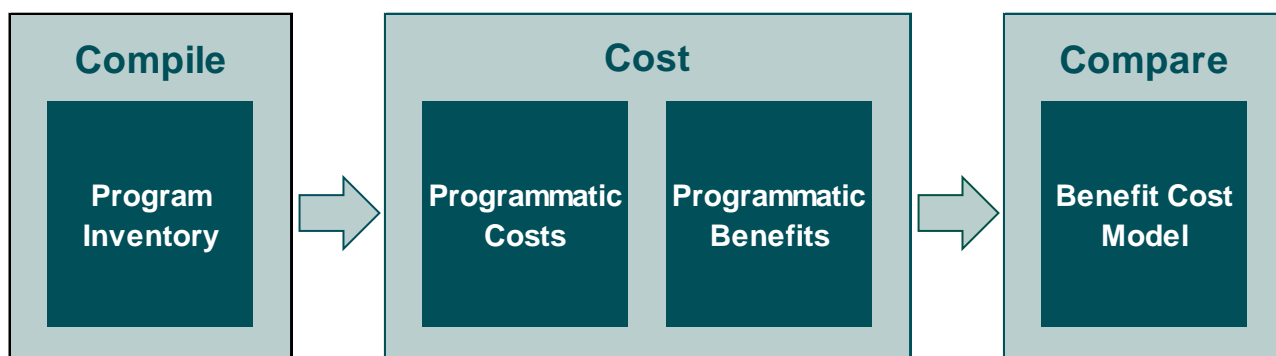 Compile
Program
Inventory
Cost
Programmatic
Costs
Programmatic
Benefits
Compare
Benefit Cost
Model